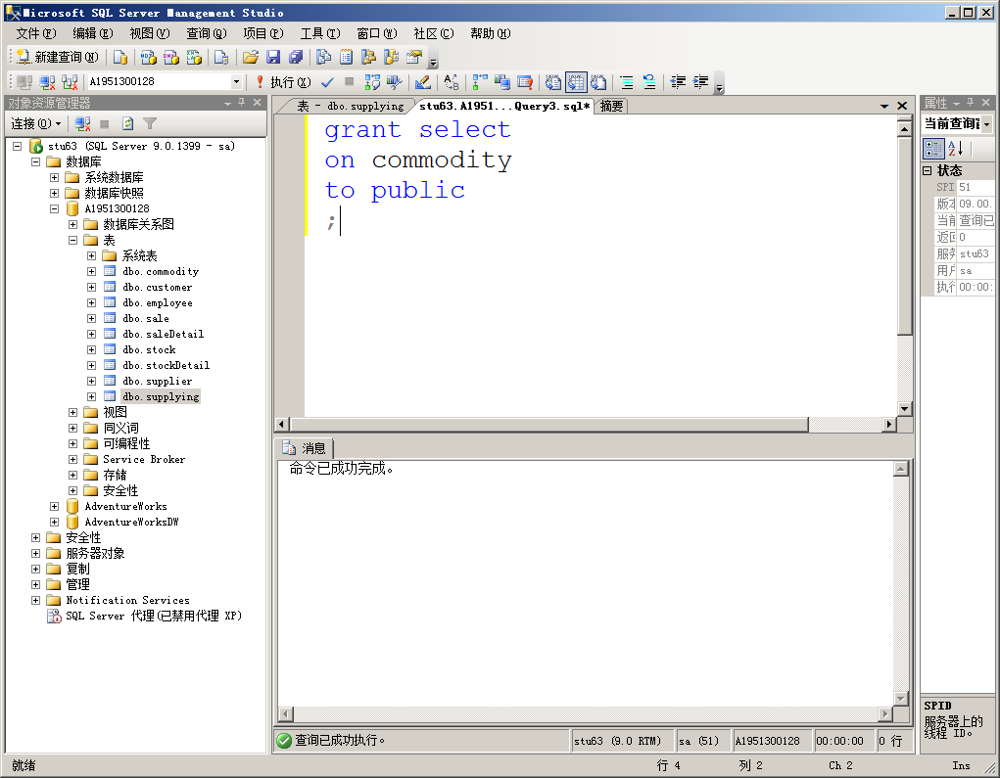 Microsoft SQL Server Management Studio
文件(F) 编辑(E) 视图(V) 查询(Q) 项目(P) 工具(T) 窗口(W) 社区(C) 帮助(H)
新建查询(N)
A1951300128 执行(X)
对象资源管理器
连接(O)
stu63 (SQL Server 9.0.1399 - sa)
数据库
系统数据库
数据库快照
A1951300128
数据库关系图
表
系统表
dbo.commodity
dbo.customer
dbo.employee
dbo.sale
dbo.saleDetail
dbo.stock
dbo.stockDetail
dbo.supplier
dbo.supplying
视图
同义词
可编程性
Service Broker
存储
安全性
AdventureWorks
AdventureWorksDW
安全性
服务器对象
复制
管理
Notification Services
SQL Server 代理(已禁用代理 XP)
表 - dbo.supplying stu63.A1951...Query3.sql* 摘要
grant select
on commodity
to public
;
消息
命令已成功完成。
查询已成功执行。 stu63 (9.0 RTM) sa (51) A1951300128 00:00:00 0 行
属性
当前查询
状态
SPI 51
版本 09.00.
当前 查询已
返回 0
服务 stu63
用户 sa
执行 00:00:
SPID
服务器上的
线程 ID。
就绪 行 4 列 2 Ch 2 Ins